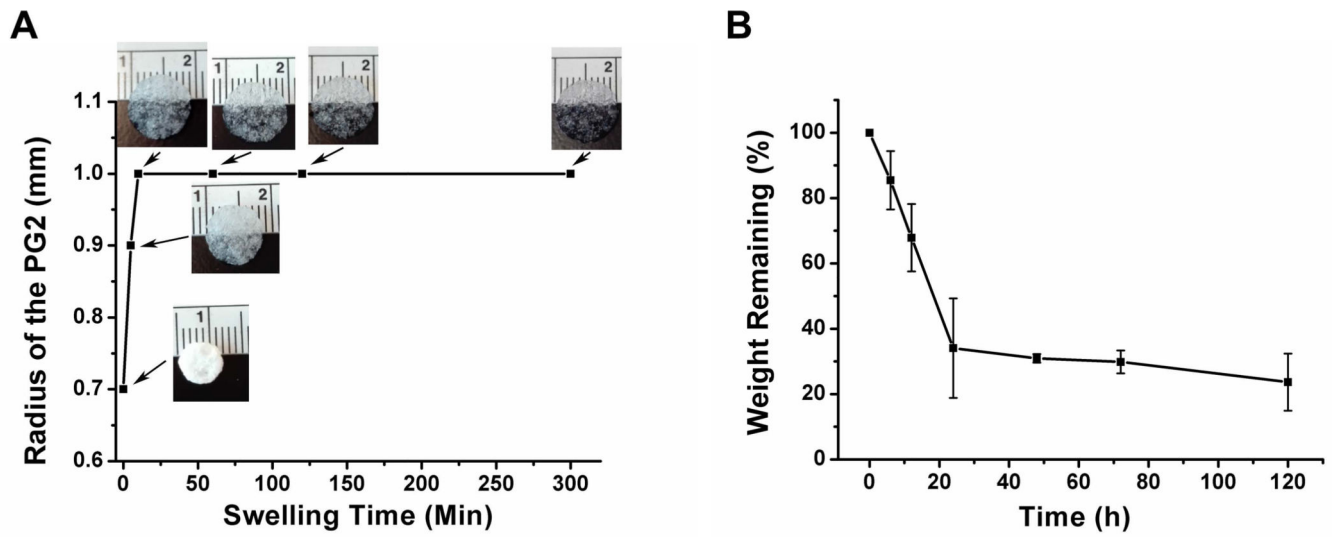 A
B
1 2
1 2
2
2
1 2
1
Radius of the PG2 (mm)
1.1
1.0
0.9
0.8
0.7
0.6
0 50 100 150 200 250 300
Swelling Time (Min)
Weight Remaining (%)
100
80
60
40
20
0
0 20 40 60 80 100 120
Time (h)